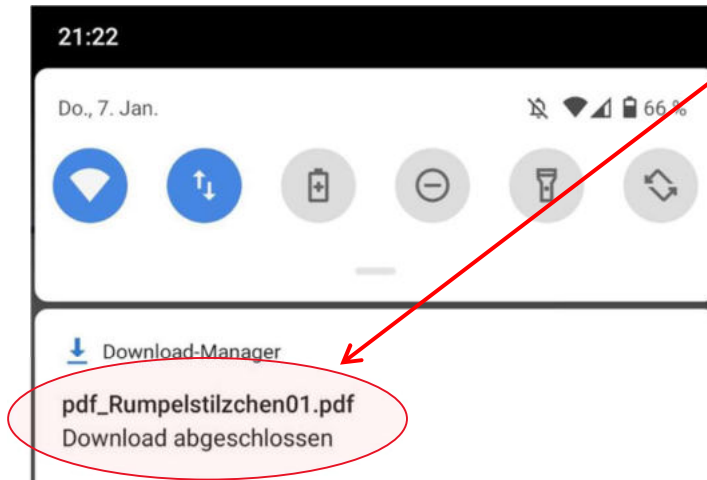 21:22
Do., 7. Jan.
66 %
Download-Manager
pdf_Rumpelstilzchen01.pdf
Download abgeschlossen